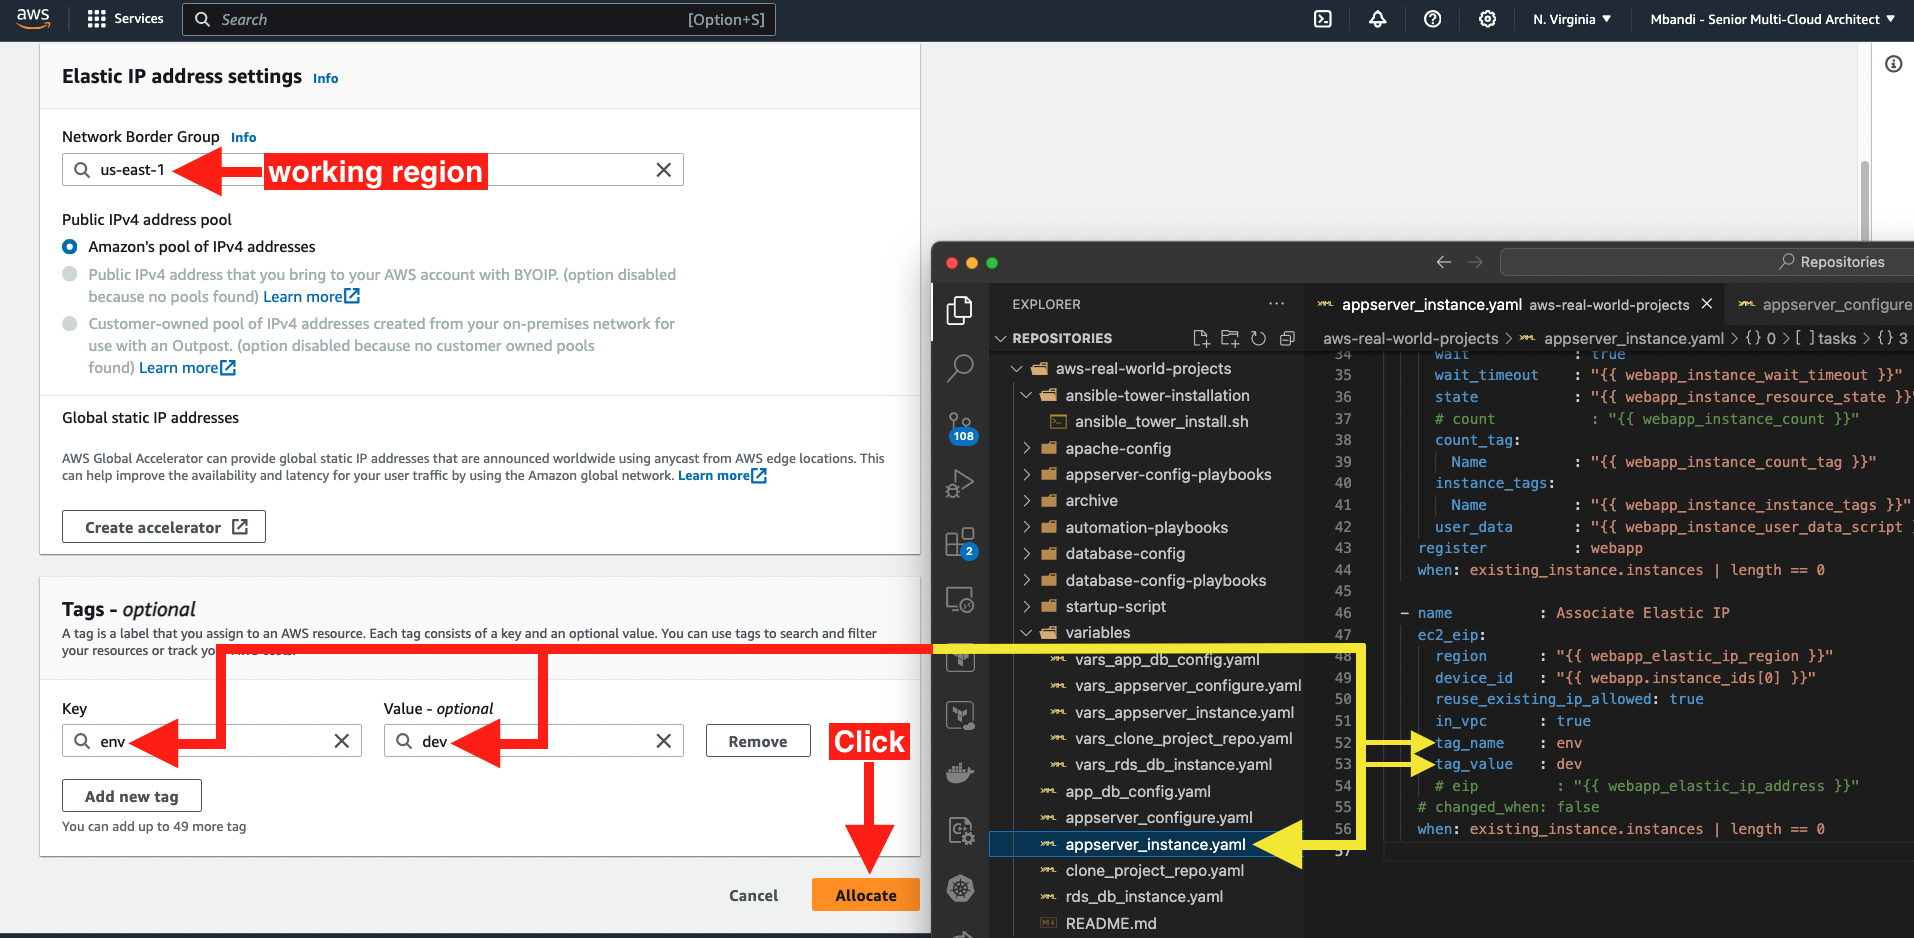 aws
Services
Search
[Option+S]
N. Virginia ▼
Mbandi - Senior Multi-Cloud Architect ▼
Elastic IP address settings Info
Network Border Group Info
us-east-1
working region
Public IPv4 address pool
Amazon's pool of IPv4 addresses
Public IPv4 address that you bring to your AWS account with BYOIP. (option disabled
because no pools found) Learn more
Customer-owned pool of IPv4 addresses created from your on-premises network for
use with an Outpost. (option disabled because no customer owned pools
found) Learn more
Global static IP addresses
AWS Global Accelerator can provide global static IP addresses that are announced worldwide using anycast from AWS edge locations. This
can help improve the availability and latency for your user traffic by using the Amazon global network. Learn more
Create accelerator
Tags - optional
A tag is a label that you assign to an AWS resource. Each tag consists of a key and an optional value. You can use tags to search and filter
your resources or track
Key
Value - optional
env
dev
Remove
Click
Add new tag
You can add up to 49 more tag
Cancel
Allocate
Repositories
EXPLORER
···
REPOSITORIES
108
2
aws-real-world-projects
ansible-tower-installation
ansible_tower_install.sh
apache-config
appserver-config-playbooks
archive
automation-playbooks
database-config
database-config-playbooks
startup-script
variables
vars_app_db_config.yaml
vars_appserver_configure.yaml
vars_appserver_instance.yaml
vars_clone_project_repo.yaml
vars_rds_db_instance.yaml
app_db_config.yaml
appserver_configure.yaml
appserver_instance.yaml
clone_project_repo.yaml
rds_db_instance.yaml
README.md
appserver_instance.yaml aws-real-world-projects
appserver_configure
aws-real-world-projects > appserver_instance.yaml > {} 0 > [ ] tasks > {} 3
34 wait : true
35 wait_timeout : "{{ webapp_instance_wait_timeout }}"
36 state : "{{ webapp_instance_resource_state }}"
37 # count : "{{ webapp_instance_count }}"
38 count_tag:
39 Name : "{{ webapp_instance_count_tag }}"
40 instance_tags:
41 Name : "{{ webapp_instance_instance_tags }}"
42 user_data : "{{ webapp_instance_user_data_script
43 register : webapp
44 when: existing_instance.instances | length == 0
45
46 - name : Associate Elastic IP
47 ec2_eip:
48 region : "{{ webapp_elastic_ip_region }}"
49 device_id : "{{ webapp.instance_ids[0] }}"
50 reuse_existing_ip_allowed: true
51 in_vpc : true
52 tag_name : env
53 tag_value : dev
54 # eip : "{{ webapp_elastic_ip_address }}"
55 # changed_when: false
56 when: existing_instance.instances | length == 0
57